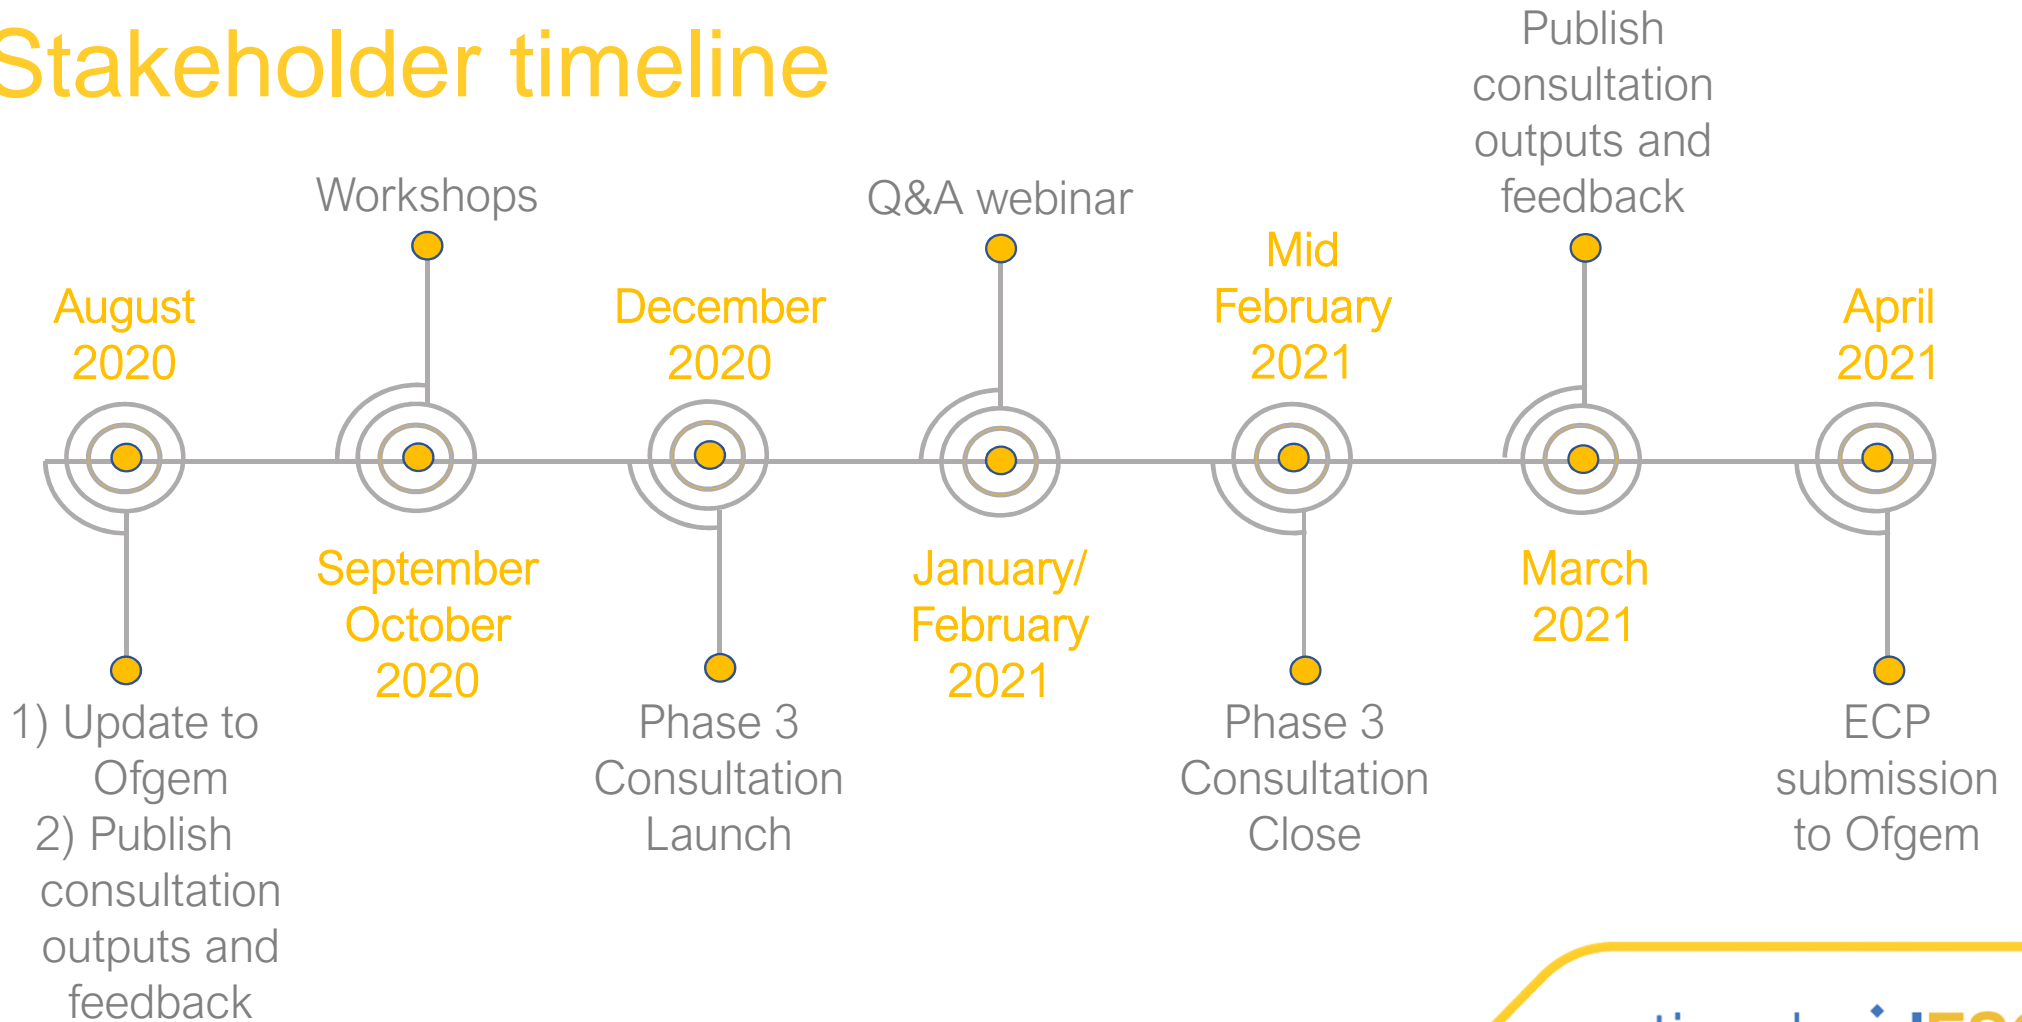 Stakeholder timeline
August
2020
1) Update to
Ofgem
2) Publish
consultation
outputs and
feedback
Workshops
September
October
2020
December
2020
Phase 3
Consultation
Launch
Q&A webinar
January/
February
2021
Mid
February
2021
Phase 3
Consultation
Close
Publish
consultation
outputs and
feedback
March
2021
April
2021
ECP
submission
to Ofgem